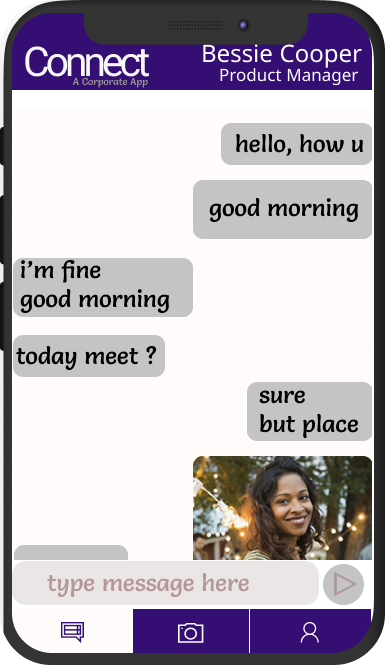 Connect
A Corporate App
Bessie Cooper
Product Manager
hello, how u
good morning
i'm fine
good morning
today meet ?
sure
but place
type message here